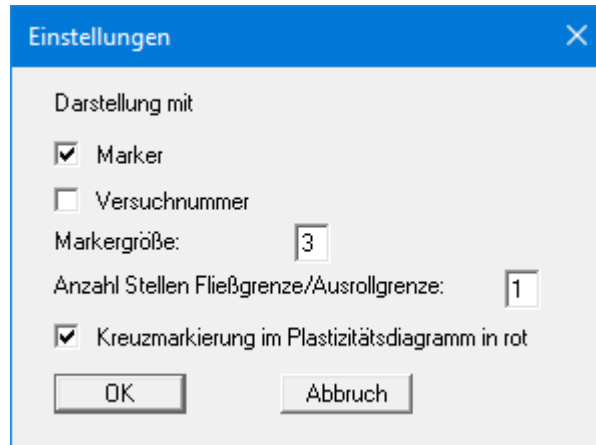 Einstellungen
Darstellung mit
Marker
Versuchnummer
Markergröße: 3
Anzahl Stellen Fließgrenze/Ausrollgrenze: 1
Kreuzmarkierung im Plastizitätsdiagramm in rot
OK Abbruch